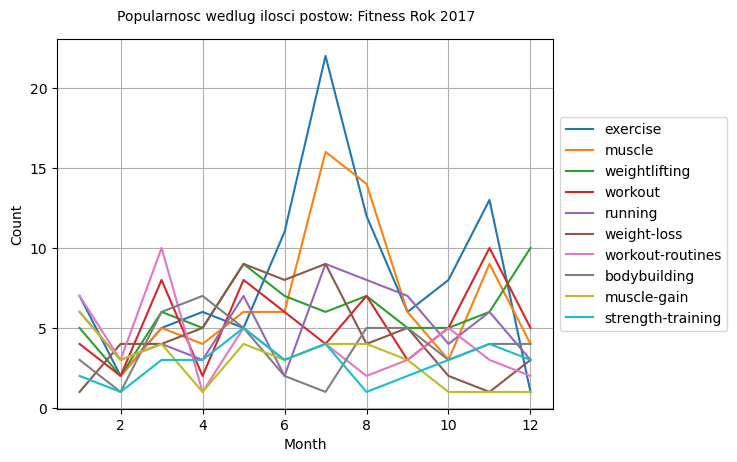 Popularnosc wedlug ilosci postow: Fitness Rok 2017
Count
20
15
10
5
0
2
4
6
8
10
12
Month
exercise
muscle
weightlifting
workout
running
weight-loss
workout-routines
bodybuilding
muscle-gain
strength-training